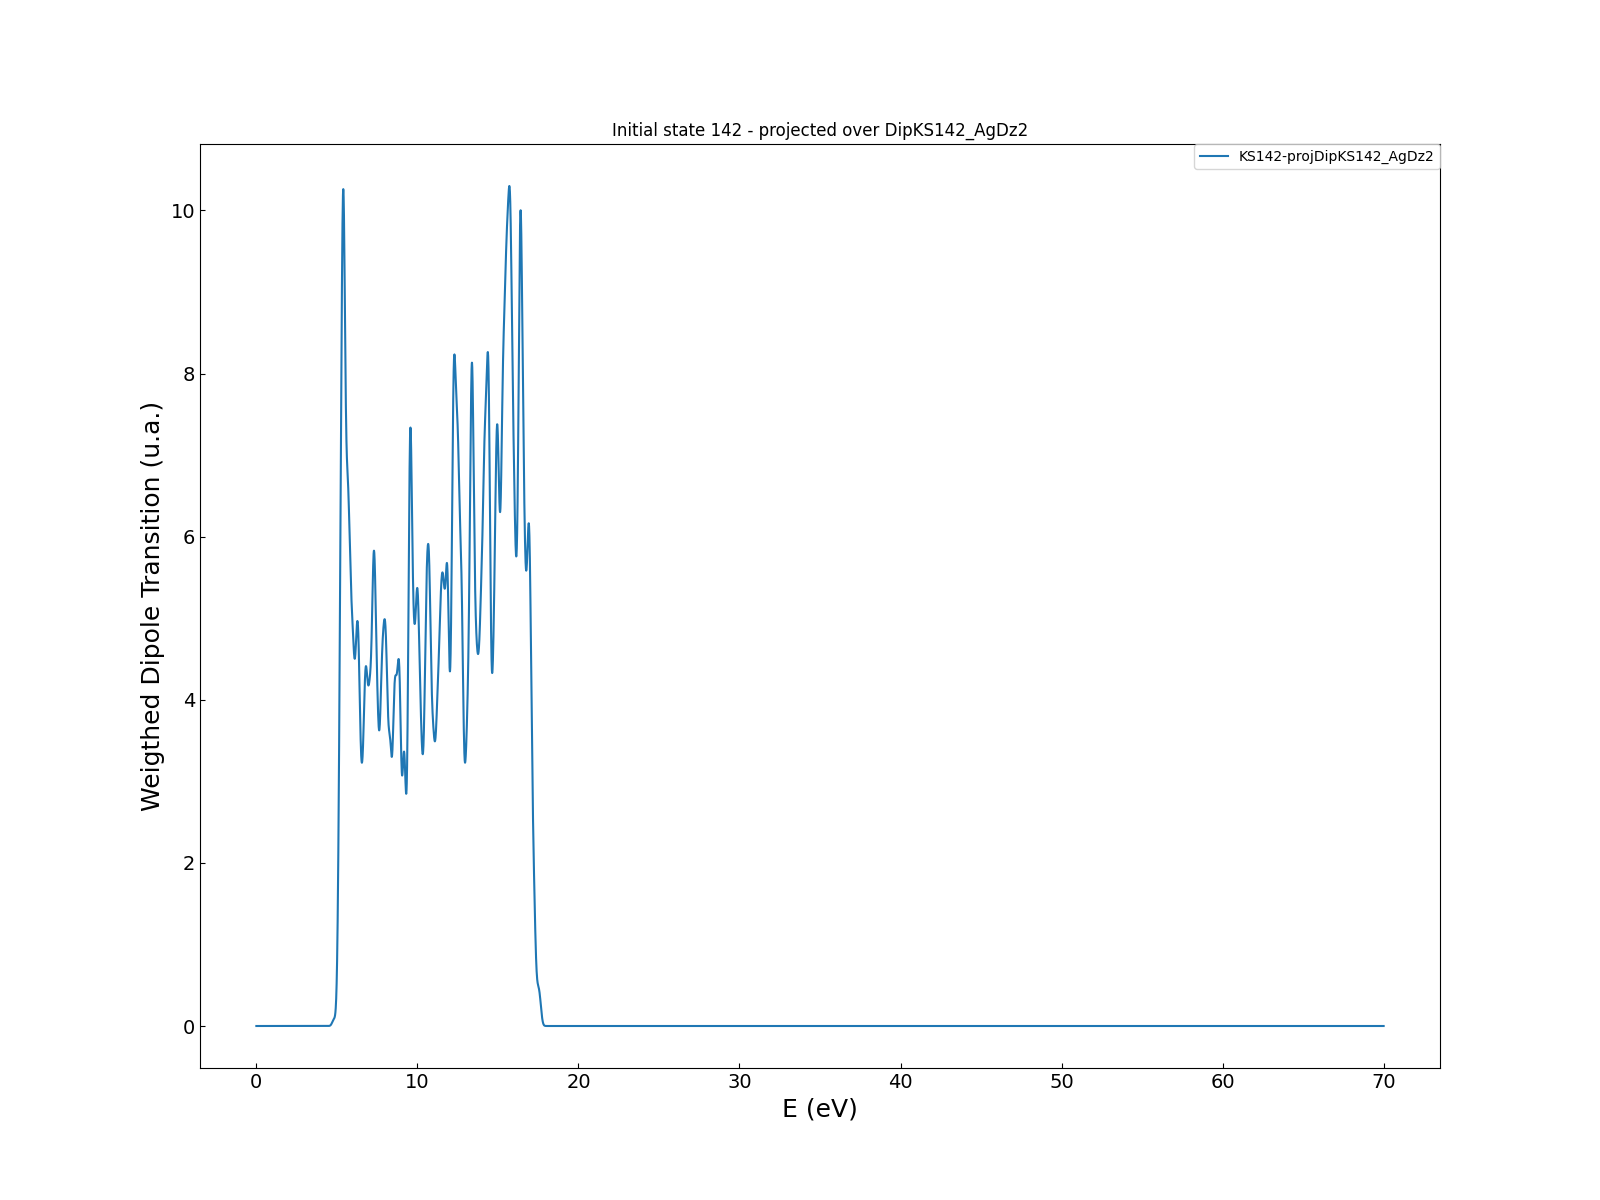 Initial state 142 - projected over DipKS142_AgDz2
KS142-projDipKS142_AgDz2
10
8
6
4
2
0
Weigthed Dipole Transition (u.a.)
0 10 20 30 40 50 60 70
E (eV)